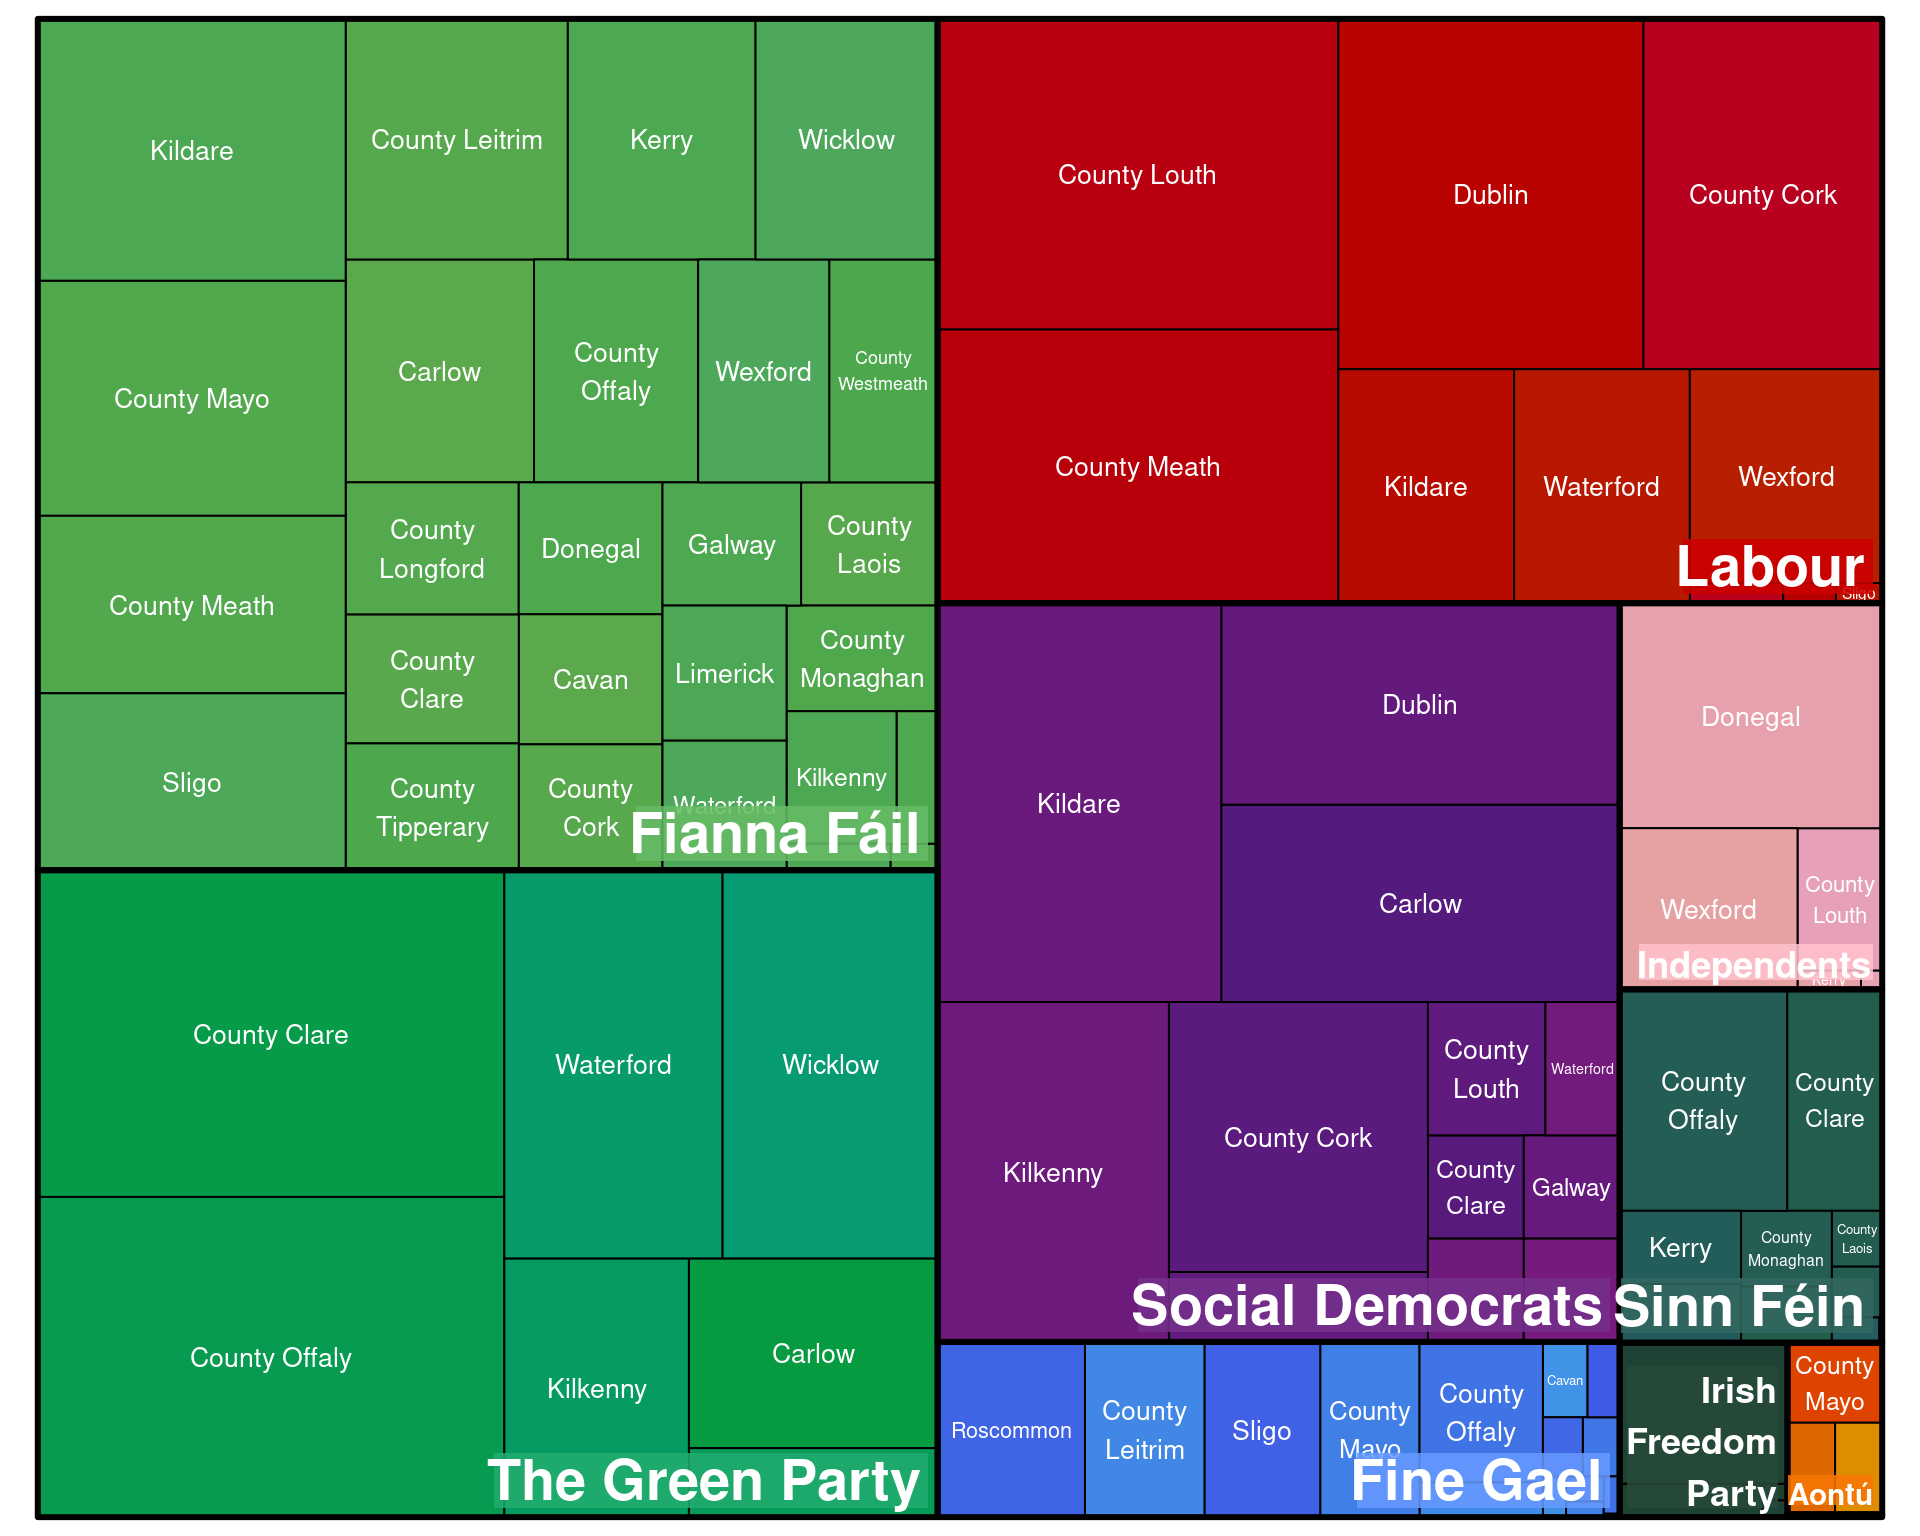 Kildare
County Leitrim
Kerry
Wicklow
County Mayo
Carlow
County
Offaly
Wexford
County
Westmeath
County Meath
County
Longford
Donegal
Galway
County
Laois
Sligo
County
Clare
Cavan
Limerick
County
Monaghan
County
Tipperary
County
Cork
Waterford
Kilkenny
Fianna Fáil
County Louth
Dublin
County Cork
County Meath
Kildare
Waterford
Wexford
Labour
Sligo
County Clare
Waterford
Wicklow
County Offaly
Kilkenny
Carlow
The Green Party
Kildare
Dublin
Carlow
Kilkenny
County Cork
County
Louth
Waterford
County
Clare
Galway
Social Democrats
Donegal
Wexford
County
Louth
Independents
Kerry
County
Offaly
County
Clare
Kerry
County
Monaghan
County
Laois
Sinn Féin
Roscommon
County
Leitrim
Sligo
County
Mayo
County
Offaly
Cavan
Fine Gael
Irish
Freedom
Party
County
Mayo
Aontú